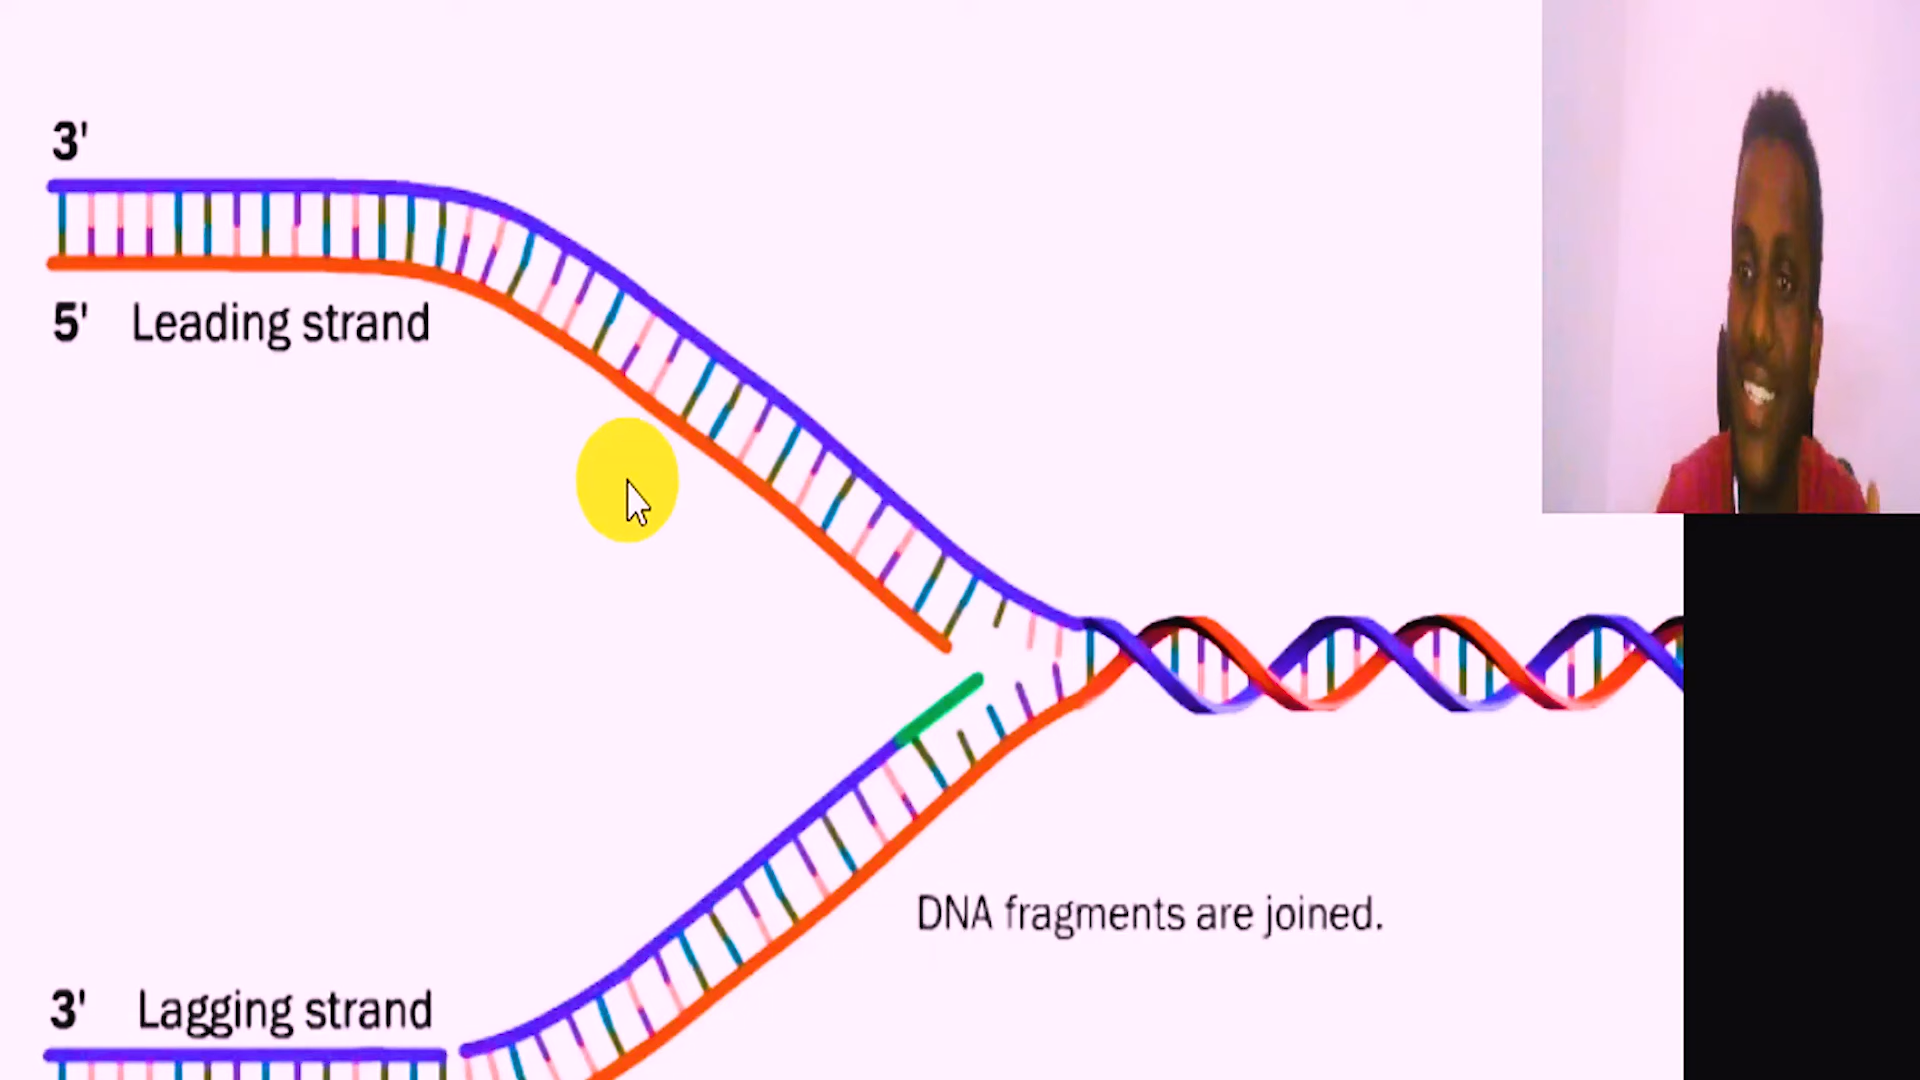 3'
5' Leading strand
DNA fragments are joined.
3' Lagging strand